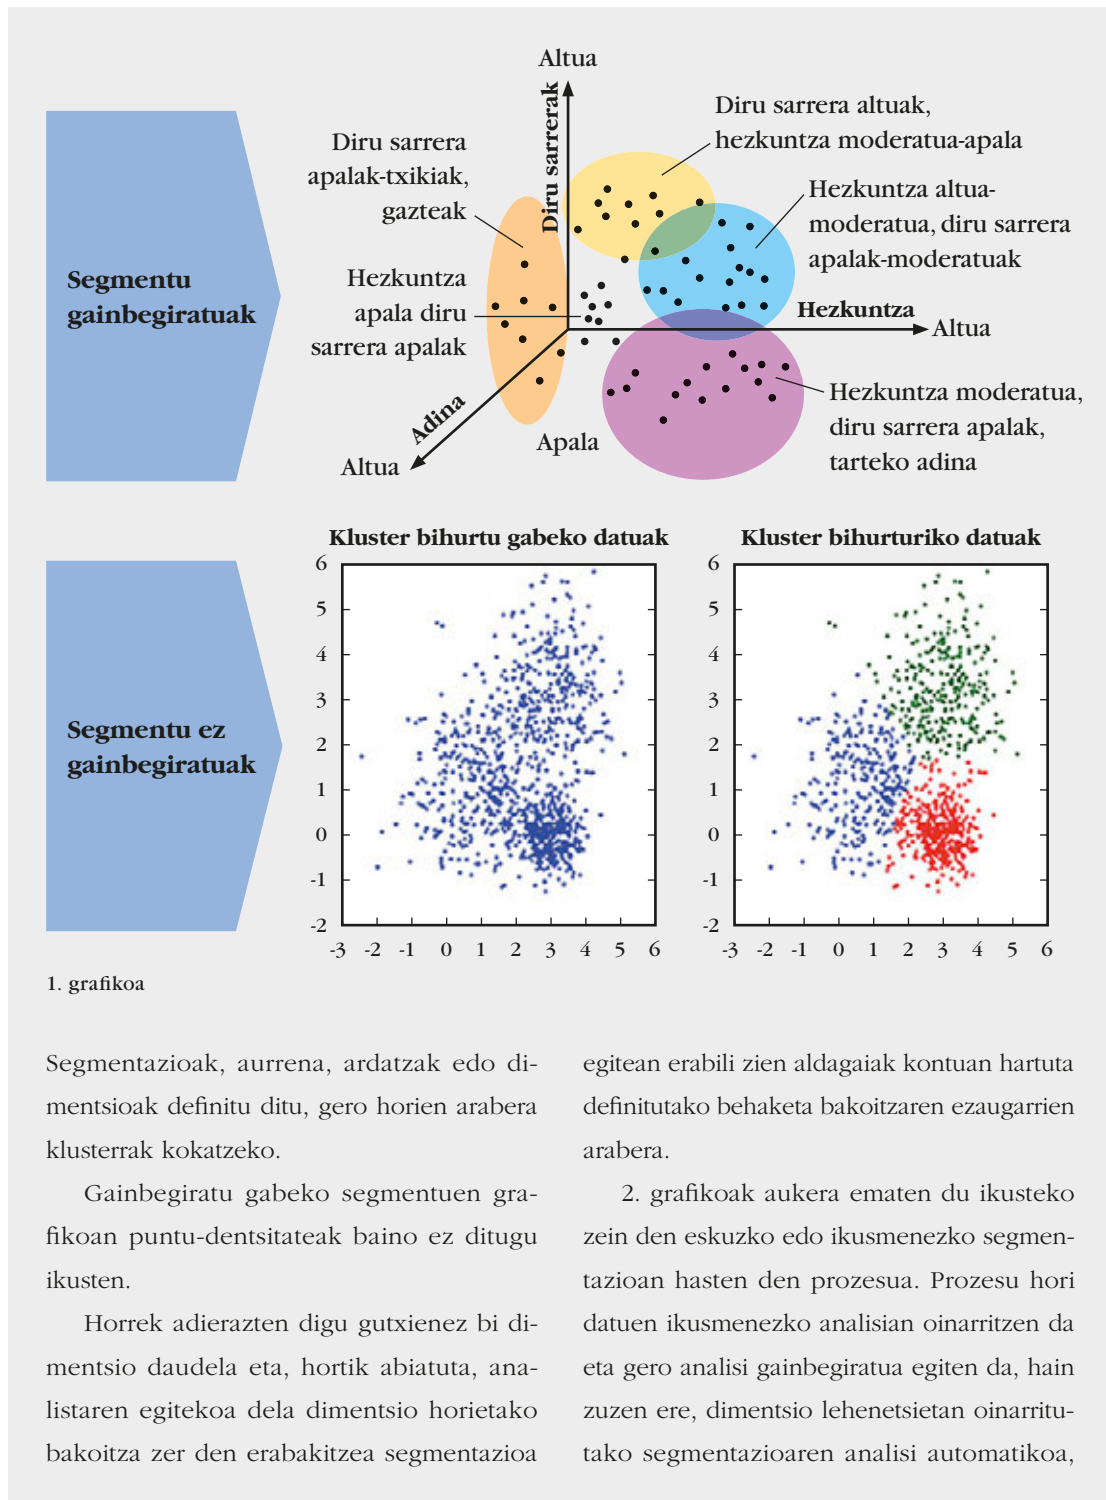 Altua
Diru sarrerak
Diru sarrera altuak,
hezkuntza moderatua-apala
Diru sarrera
apalak-txikiak,
gazteak
Hezkuntza altua-
moderatua, diru sarrera
apalak-moderatuak
Segmentu
gainbegiratuak
Hezkuntza
apala diru
sarrera apalak
Hezkuntza
Altua
Adina
Altua
Apala
Hezkuntza moderatua,
diru sarrera apalak,
tarteko adina
Segmentu ez
gainbegiratuak
Kluster bihurtu gabeko datuak
6
5
4
3
2
1
0
-1
-2
-3 -2 -1 0 1 2 3 4 5 6
Kluster bihurturiko datuak
6
5
4
3
2
1
0
-1
-2
-3 -2 -1 0 1 2 3 4 5 6
1. grafikoa
Segmentazioak, aurrena, ardatzak edo di-
mentsioak definitu ditu, gero horien arabera
klusterrak kokatzeko.
Gainbegiratu gabeko segmentuen gra-
fikoan puntu-dentsitateak baino ez ditugu
ikusten.
Horrek adierazten digu gutxienez bi di-
mentsio daudela eta, hortik abiatuta, ana-
listaren egitekoa dela dimentsio horietako
bakoitza zer den erabakitzea segmentazioa
egitean erabili zien aldagaiak kontuan hartuta
definitutako behaketa bakoitzaren ezaugarrien
arabera.
2. grafikoak aukera ematen du ikusteko
zein den eskuzko edo ikusmenezko segmen-
tazioan hasten den prozesua. Prozesu hori
datuen ikusmenezko analisian oinarritzen da
eta gero analisi gainbegiratua egiten da, hain
zuzen ere, dimentsio lehenetsietan oinarritu-
tako segmentazioaren analisi automatikoa,